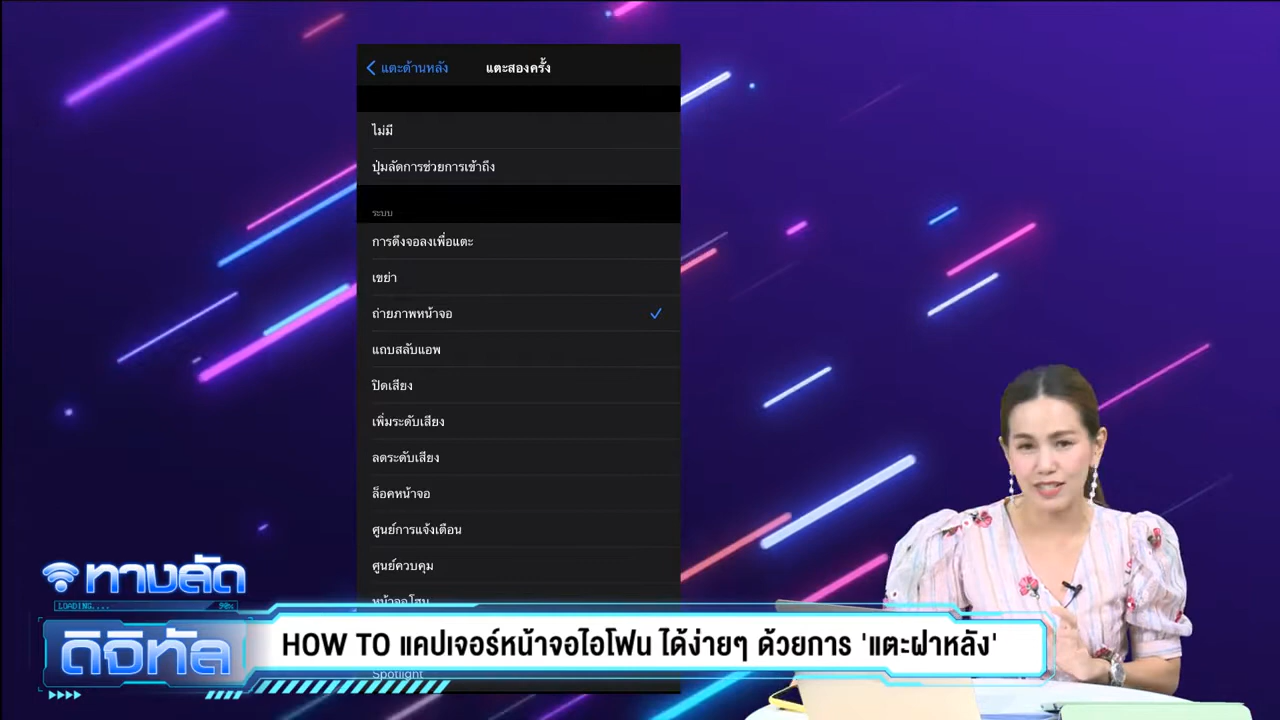 แตะด้านหลัง
แตะสองครั้ง
ไม่มี
ปุ่มลัดการช่วยการเข้าถึง
ระบบ
การดึงจอลงเพื่อแตะ
เขย่า
ถ่ายภาพหน้าจอ
แถบสลับแอพ
ปิดเสียง
เพิ่มระดับเสียง
ลดระดับเสียง
ล็อคหน้าจอ
ศูนย์การแจ้งเตือน
ศูนย์ควบคุม
หน้าจอโฮม
ทางลัด
LOADING.... 90%
ดิจิทัล
HOW TO แคปเจอร์หน้าจอไอโฟน ได้ง่ายๆ ด้วยการ 'แตะฝาหลัง'
Spotlight